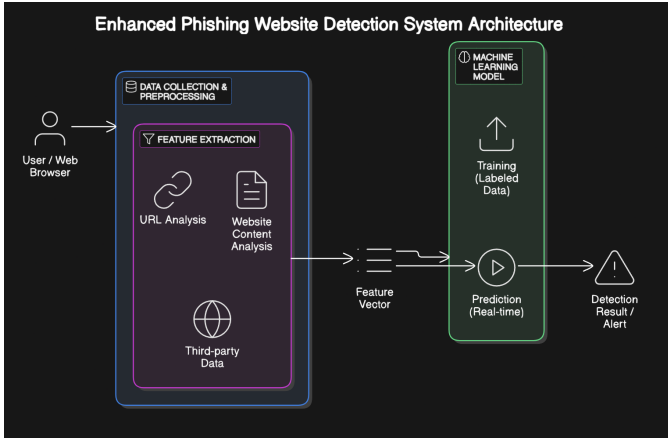 Enhanced Phishing Website Detection System Architecture
DATA COLLECTION &
PREPROCESSING
FEATURE EXTRACTION
User / Web
Browser
URL Analysis
Website
Content
Analysis
Third-party
Data
Feature
Vector
MACHINE
LEARNING
MODEL
Training
(Labeled
Data)
Prediction
(Real-time)
Detection
Result /
Alert